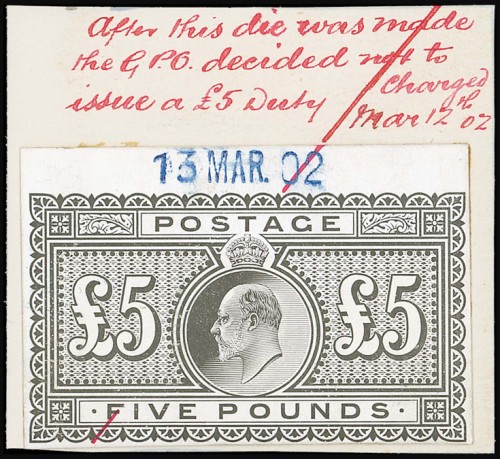 After this die was made
the G.P.O. decided not to
issue a £5 Duty
Charged
Mar 12th 02
13 MAR. 02
POSTAGE
£5 £5
· FIVE POUNDS ·